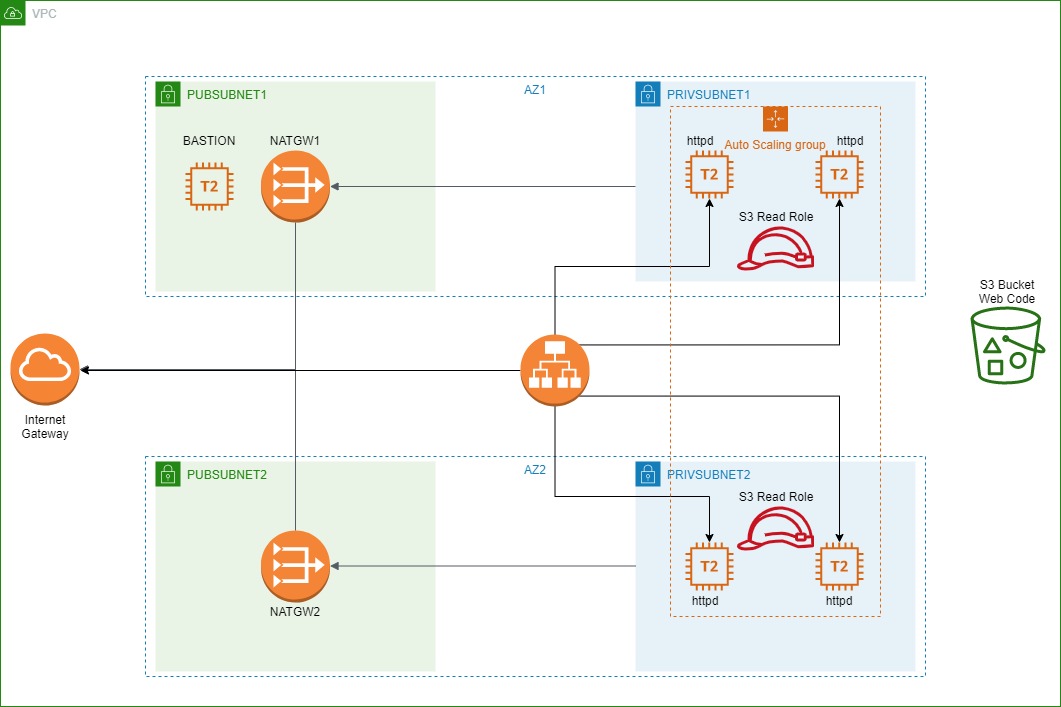 VPC
AZ1
PUBSUBNET1
PRIVSUBNET1
BASTION
NATGW1
httpd
Auto Scaling group
httpd
T2
T2
T2
S3 Read Role
S3 Bucket
Web Code
Internet
Gateway
AZ2
PUBSUBNET2
PRIVSUBNET2
S3 Read Role
T2
T2
httpd
httpd
NATGW2